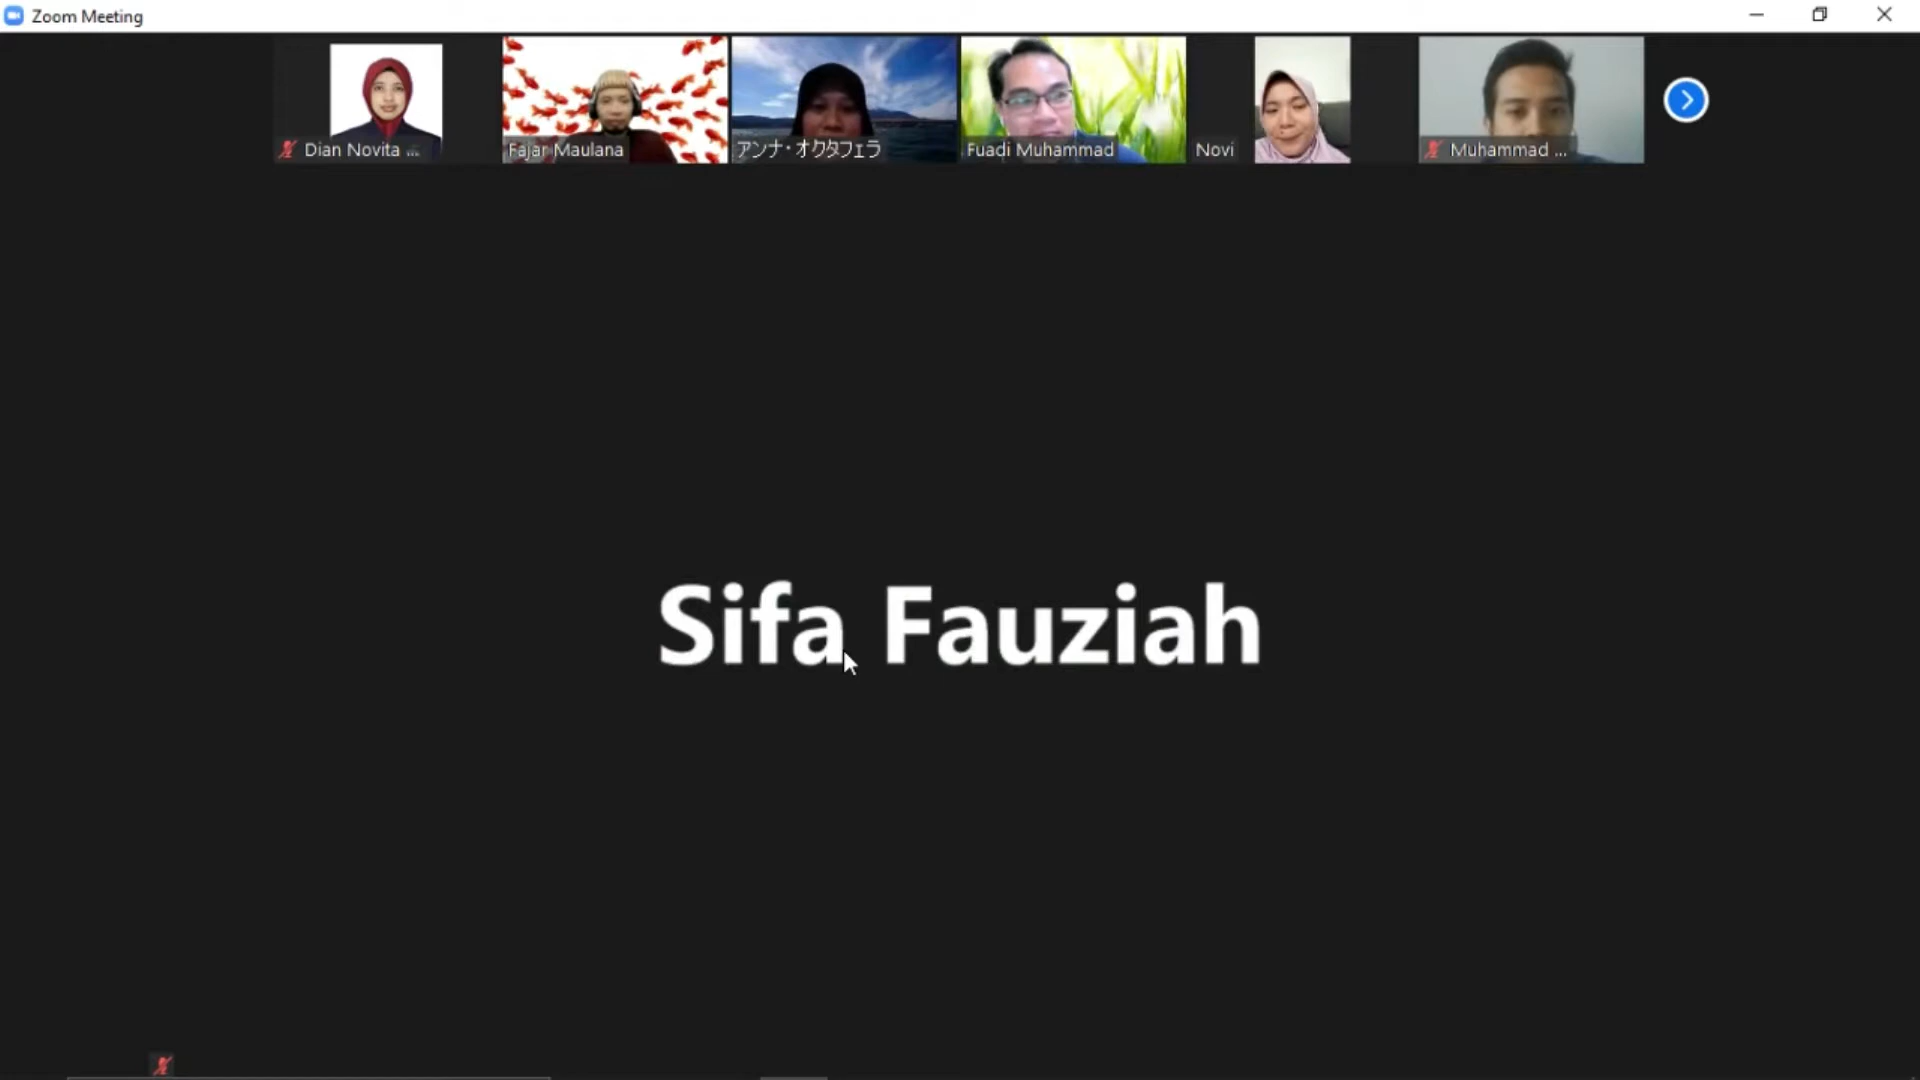 Zoom Meeting
Dian Novita ...
Fajar Maulana
アンナ・オクタフェラ
Fuadi Muhammad
Novi
Muhammad ...
Sifa Fauziah